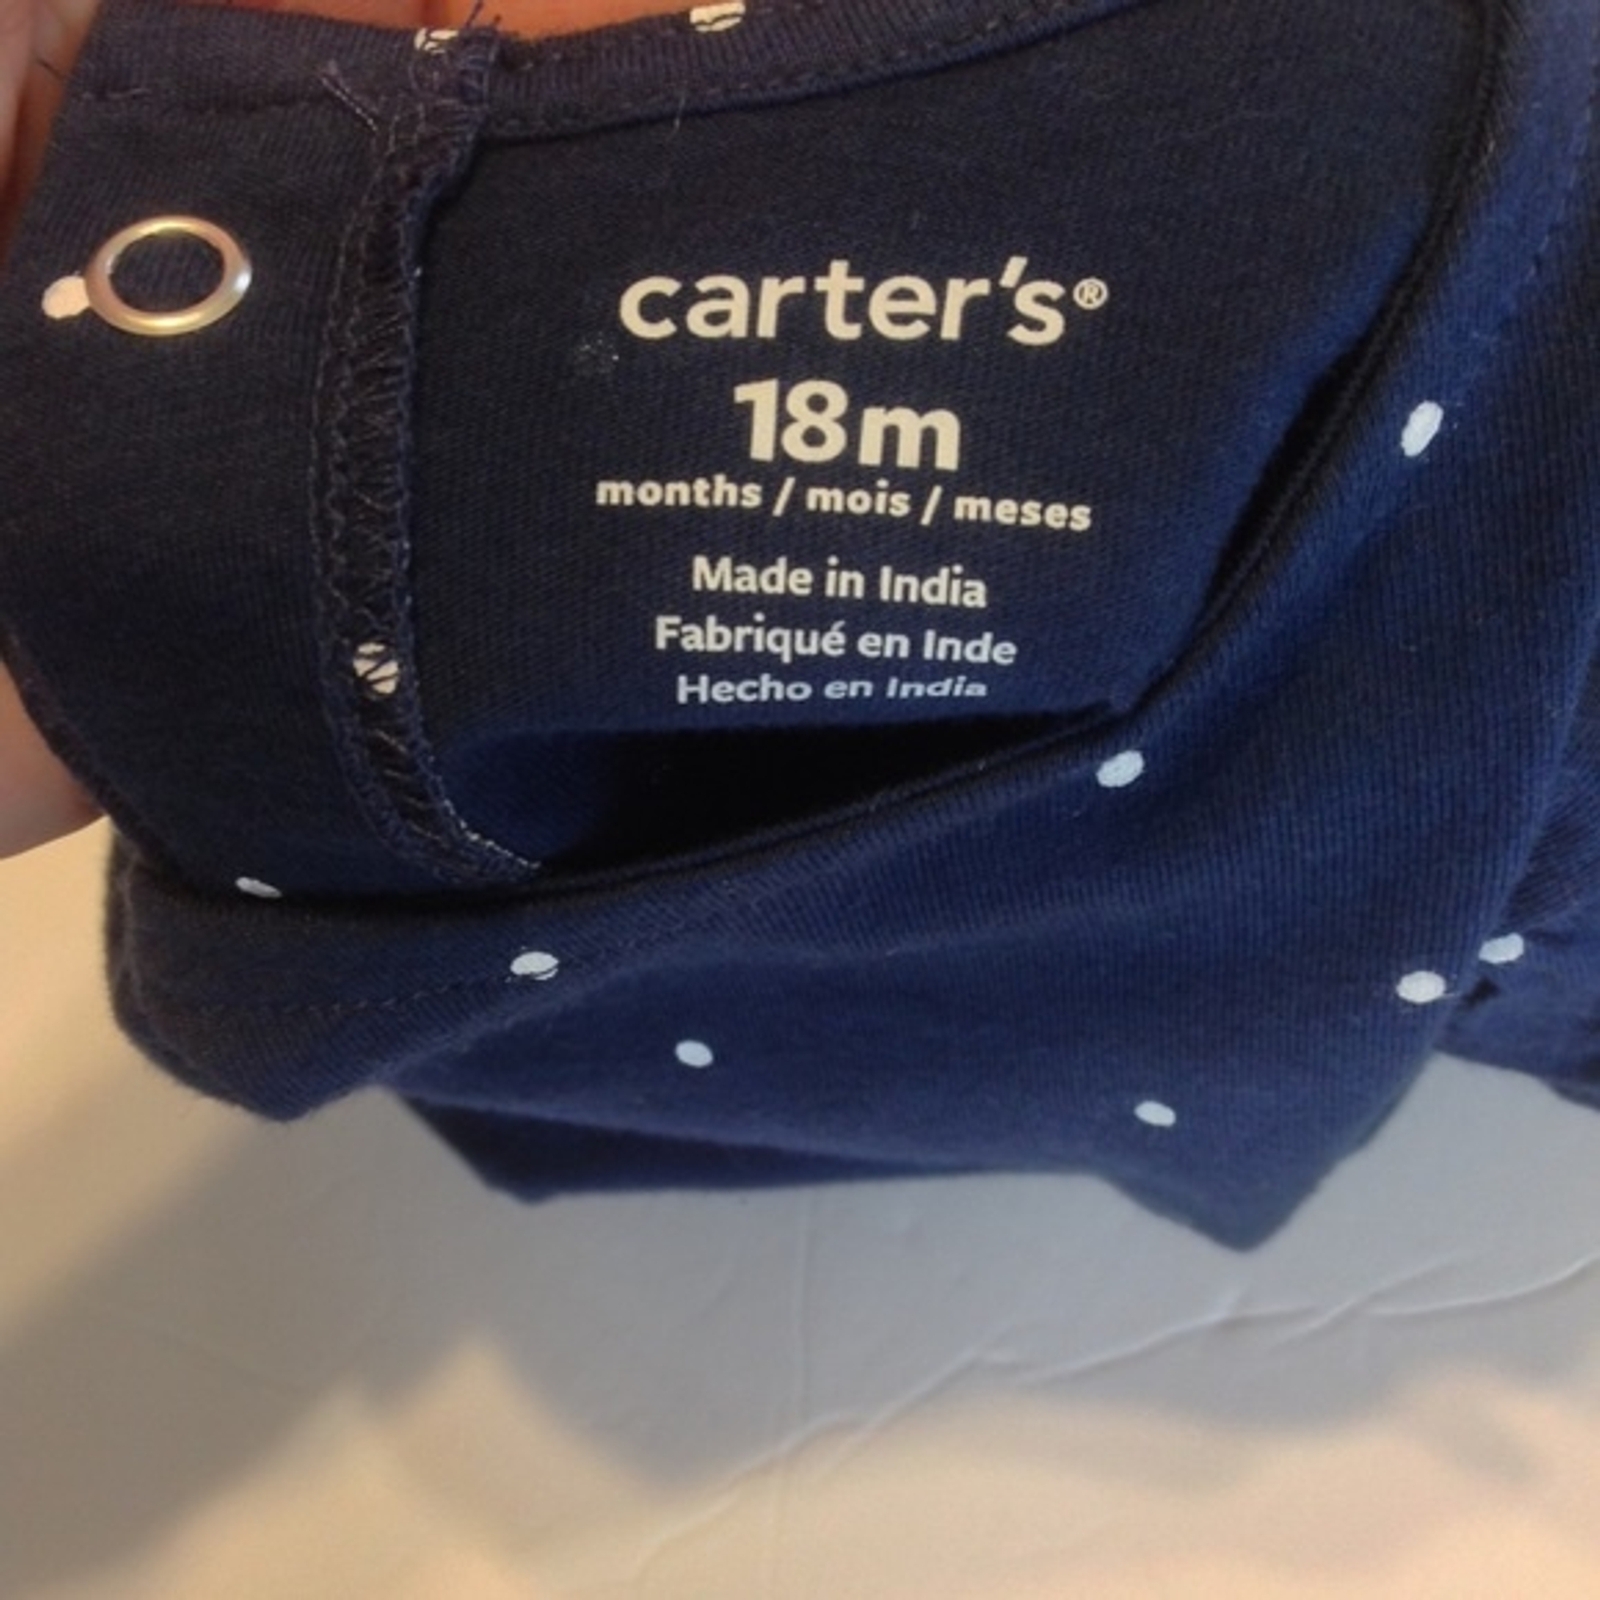 carter's®
18m
months / mois / meses
Made in India
Fabriqué en Inde
Hecho en India